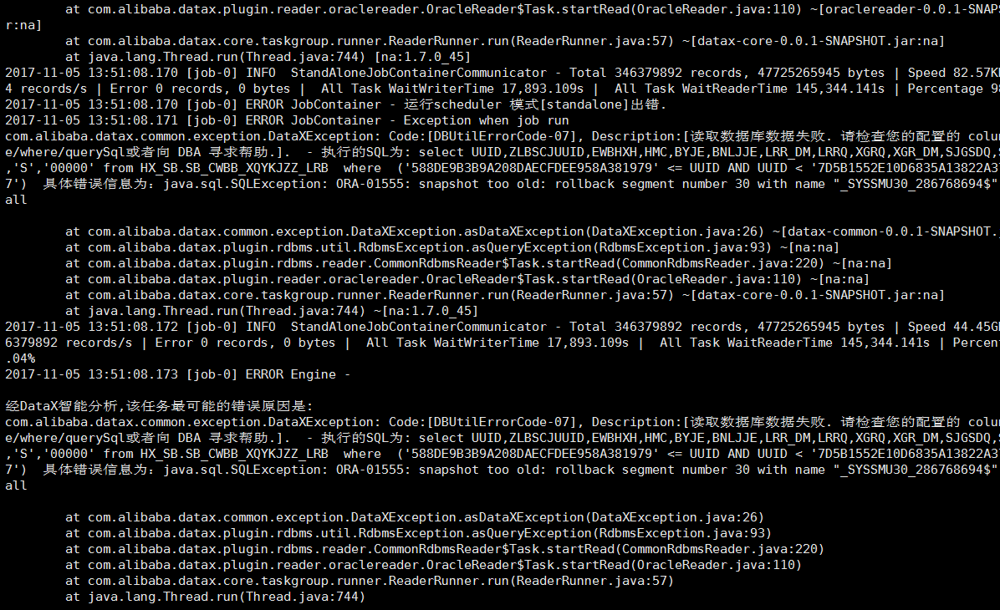 at com.alibaba.datax.plugin.reader.oraclereader.OracleReader$Task.startRead(OracleReader.java:110) ~[oraclereader-0.0.1-SNAPS
r:na]
at com.alibaba.datax.core.taskgroup.runner.ReaderRunner.run(ReaderRunner.java:57) ~[datax-core-0.0.1-SNAPSHOT.jar:na]
at java.lang.Thread.run(Thread.java:744) [na:1.7.0_45]
2017-11-05 13:51:08.170 [job-0] INFO  StandAloneJobContainerCommunicator - Total 346379892 records, 47725265945 bytes | Speed 82.57K
4 records/s | Error 0 records, 0 bytes |  All Task WaitWriterTime 17,893.109s |  All Task WaitReaderTime 145,344.141s | Percentage 98
2017-11-05 13:51:08.170 [job-0] ERROR JobContainer - 运行scheduler 模式[standalone]出错.
2017-11-05 13:51:08.171 [job-0] ERROR JobContainer - Exception when job run
com.alibaba.datax.common.exception.DataXException: Code:[DBUtilErrorCode-07], Description:[读取数据库数据失败. 请检查您的配置的 colum
e/where/querySql或者向 DBA 寻求帮助.].  - 执行的SQL为: select UUID,ZLBSCJUUID,EWBHXH,HMC,BYJE,BNLJJE,LRR_DM,LRRQ,XGRQ,XGR_DM,SJGSDQ,S
,'S','00000' from HX_SB.SB_CWBB_XQYKJZZ_LRB  where  ('588DE9B3B9A208DAECFDEE958A381979' <= UUID AND UUID < '7D5B1552E10D6835A13822A37
7')  具体错误信息为：java.sql.SQLException: ORA-01555: snapshot too old: rollback segment number 30 with name "_SYSSMU30_286768694$"
all
at com.alibaba.datax.common.exception.DataXException.asDataXException(DataXException.java:26) ~[datax-common-0.0.1-SNAPSHOT.j
at com.alibaba.datax.plugin.rdbms.util.RdbmsException.asQueryException(RdbmsException.java:93) ~[na:na]
at com.alibaba.datax.plugin.rdbms.reader.CommonRdbmsReader$Task.startRead(CommonRdbmsReader.java:220) ~[na:na]
at com.alibaba.datax.plugin.reader.oraclereader.OracleReader$Task.startRead(OracleReader.java:110) ~[na:na]
at com.alibaba.datax.core.taskgroup.runner.ReaderRunner.run(ReaderRunner.java:57) ~[datax-core-0.0.1-SNAPSHOT.jar:na]
at java.lang.Thread.run(Thread.java:744) ~[na:1.7.0_45]
2017-11-05 13:51:08.172 [job-0] INFO  StandAloneJobContainerCommunicator - Total 346379892 records, 47725265945 bytes | Speed 44.45G
6379892 records/s | Error 0 records, 0 bytes |  All Task WaitWriterTime 17,893.109s |  All Task WaitReaderTime 145,344.141s | Percen
.04%
2017-11-05 13:51:08.173 [job-0] ERROR Engine -
经DataX智能分析,该任务最可能的错误原因是:
com.alibaba.datax.common.exception.DataXException: Code:[DBUtilErrorCode-07], Description:[读取数据库数据失败. 请检查您的配置的 colum
e/where/querySql或者向 DBA 寻求帮助.].  - 执行的SQL为: select UUID,ZLBSCJUUID,EWBHXH,HMC,BYJE,BNLJJE,LRR_DM,LRRQ,XGRQ,XGR_DM,SJGSDQ,S
,'S','00000' from HX_SB.SB_CWBB_XQYKJZZ_LRB  where  ('588DE9B3B9A208DAECFDEE958A381979' <= UUID AND UUID < '7D5B1552E10D6835A13822A37
7')  具体错误信息为：java.sql.SQLException: ORA-01555: snapshot too old: rollback segment number 30 with name "_SYSSMU30_286768694$"
all
at com.alibaba.datax.common.exception.DataXException.asDataXException(DataXException.java:26)
at com.alibaba.datax.plugin.rdbms.util.RdbmsException.asQueryException(RdbmsException.java:93)
at com.alibaba.datax.plugin.rdbms.reader.CommonRdbmsReader$Task.startRead(CommonRdbmsReader.java:220)
at com.alibaba.datax.plugin.reader.oraclereader.OracleReader$Task.startRead(OracleReader.java:110)
at com.alibaba.datax.core.taskgroup.runner.ReaderRunner.run(ReaderRunner.java:57)
at java.lang.Thread.run(Thread.java:744)